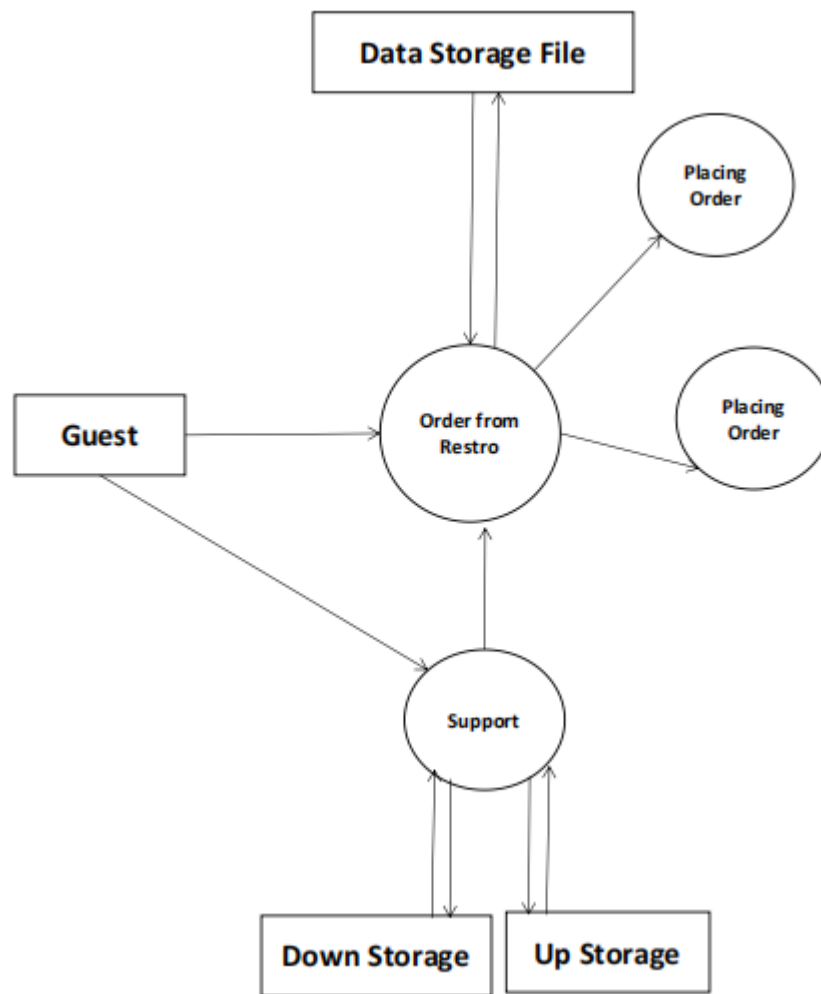 Data Storage File
Placing
Order
Placing
Order
Guest
Order from
Restro
Support
Down Storage
Up Storage